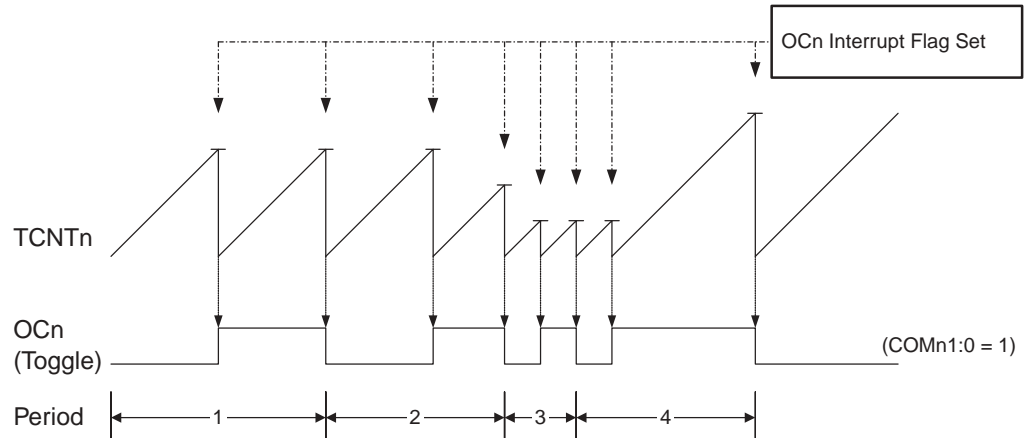 OCn Interrupt Flag Set
TCNTn
OCn
(Toggle)
(COMn1:0 = 1)
Period
1
2
3
4